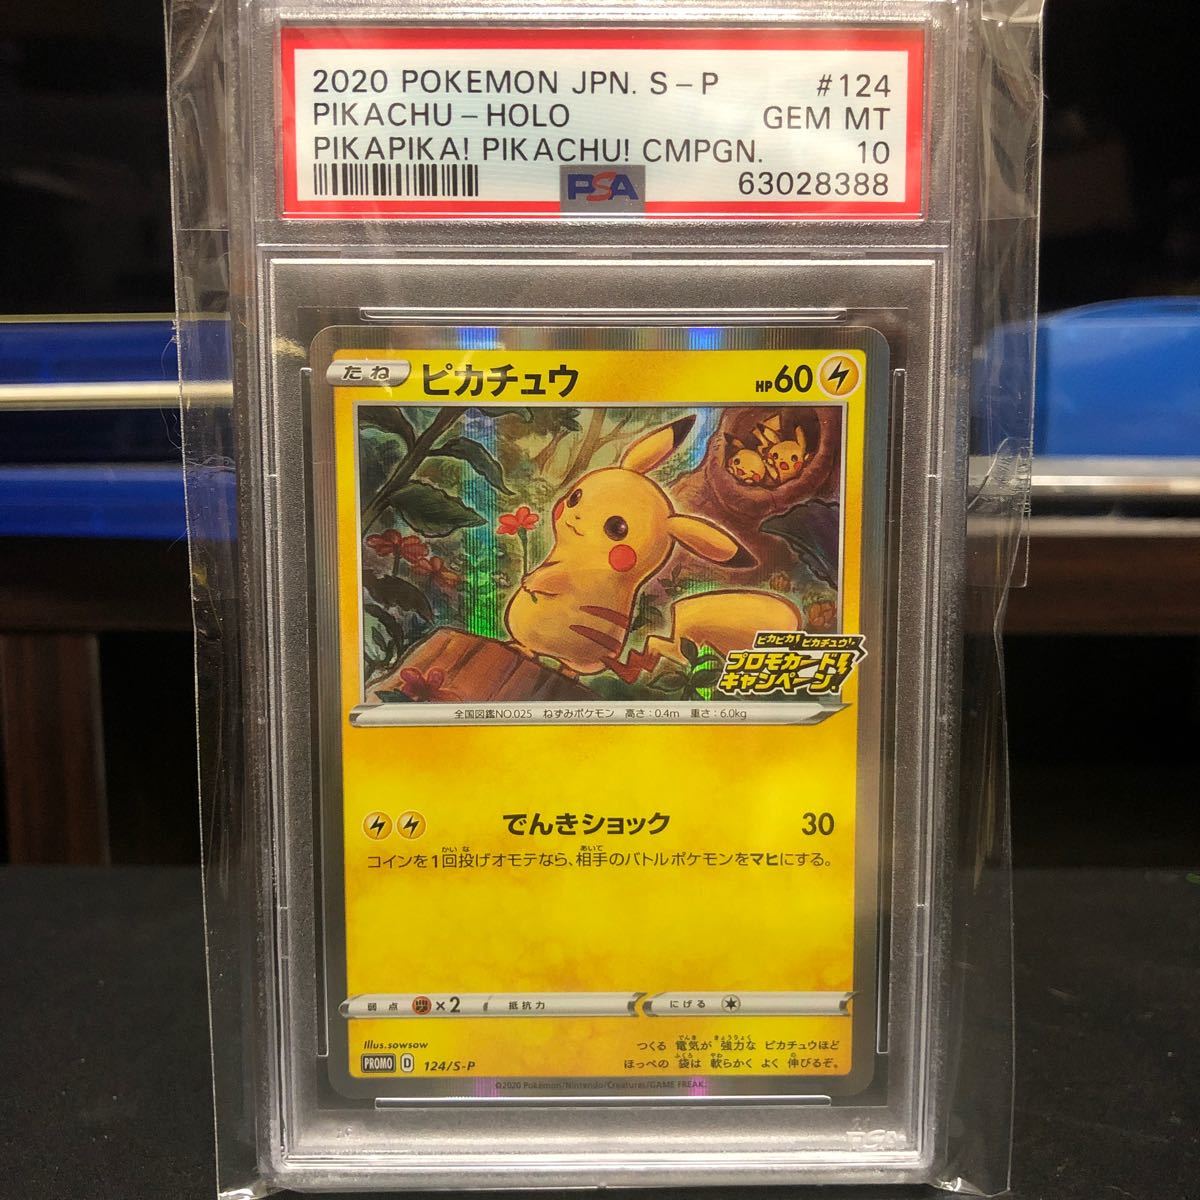 2020 POKEMON JPN. S-P #124
PIKACHU-HOLO GEM MT
PIKAPIKA! PIKACHU! CMPGN. 10
PSA 63028388
たね ピカチュウ HP60
ピカピカ! ピカチュウ!
プロモカード
キャンペーン!
全国図鑑NO.025 ねずみポケモン 高さ:0.4m 重さ:6.0kg
でんきショック 30
コインを1回投げオモテなら、相手のバトルポケモンをマヒにする。
弱点 ×2 抵抗力 にげる
Illus.sowsow
つくる 電気が 強力な ピカチュウほど
ほっぺの 袋は 軟らかく よく 伸びるぞ。
PROMO D 124/S-P
©2020 Pokémon/Nintendo/Creatures/GAME FREAK.
PSA